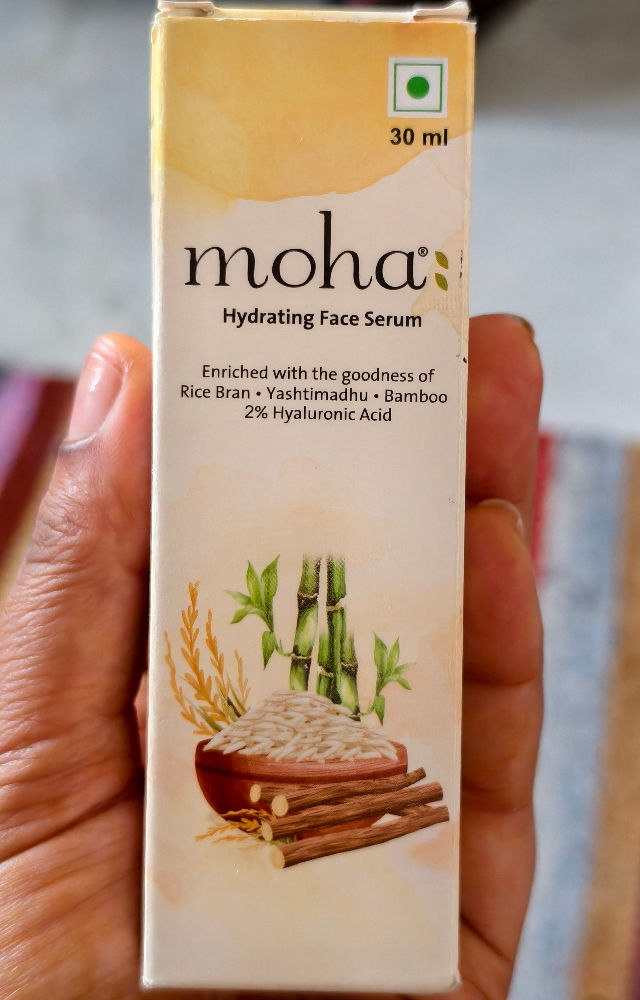 30 ml
moha®
Hydrating Face Serum
Enriched with the goodness of
Rice Bran • Yashtimadhu • Bamboo
2% Hyaluronic Acid